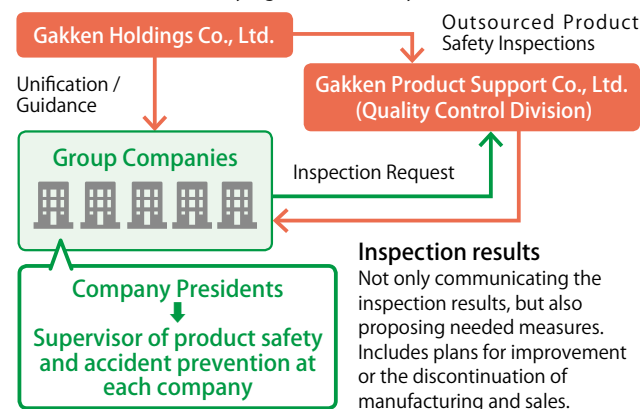 Gakken Holdings Co., Ltd.
Outsourced Product
Safety Inspections
Unification /
Guidance
Gakken Product Support Co., Ltd.
(Quality Control Division)
Group Companies
Inspection Request
Inspection results
Not only communicating the
inspection results, but also
proposing needed measures.
Includes plans for improvement
or the discontinuation of
manufacturing and sales.
Company Presidents
Supervisor of product safety
and accident prevention at
each company